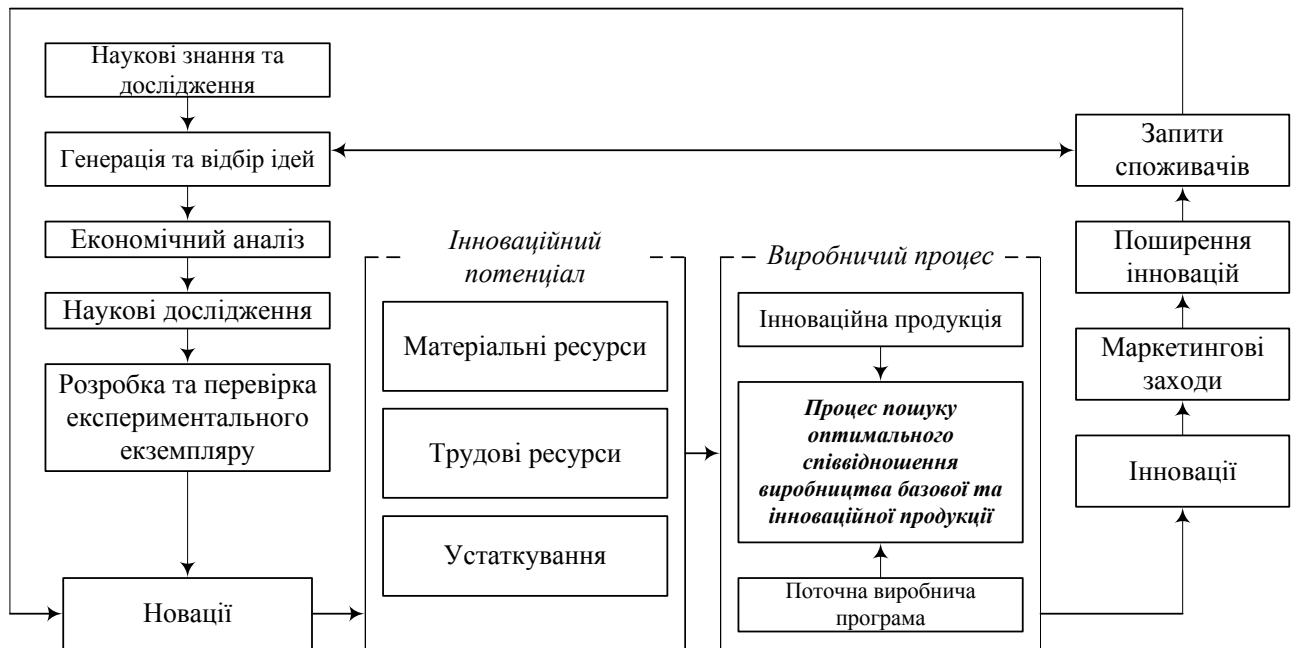 Наукові знання та
дослідження
Генерація та відбір ідей
Економічний аналіз
Наукові дослідження
Розробка та перевірка
експериментального
екземпляру
Новації
Інноваційний
потенціал
Матеріальні ресурси
Трудові ресурси
Устаткування
Виробничий процес
Інноваційна продукція
Процес пошуку
оптимального
співвідношення
виробництва базової та
інноваційної продукції
Поточна виробнича
програма
Запити
споживачів
Поширення
інновацій
Маркетингові
заходи
Інновації